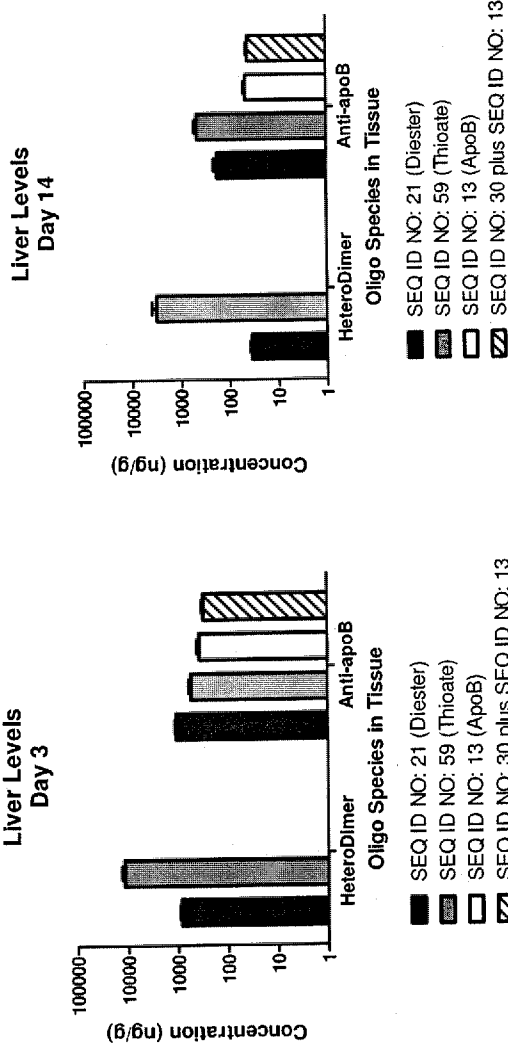 Liver Levels
Day 3
100000
10000
1000
100
10
1
Concentration (ng/g)
HeteroDimer
Anti-apoB
Oligo Species in Tissue
SEQ ID NO: 21 (Diester)
SEQ ID NO: 59 (Thioate)
SEQ ID NO: 13 (ApoB)
SEQ ID NO: 30 plus SEQ ID NO: 13
Liver Levels
Day 14
100000
10000
1000
100
10
1
Concentration (ng/g)
HeteroDimer
Anti-apoB
Oligo Species in Tissue
SEQ ID NO: 21 (Diester)
SEQ ID NO: 59 (Thioate)
SEQ ID NO: 13 (ApoB)
SEQ ID NO: 30 plus SEQ ID NO: 13